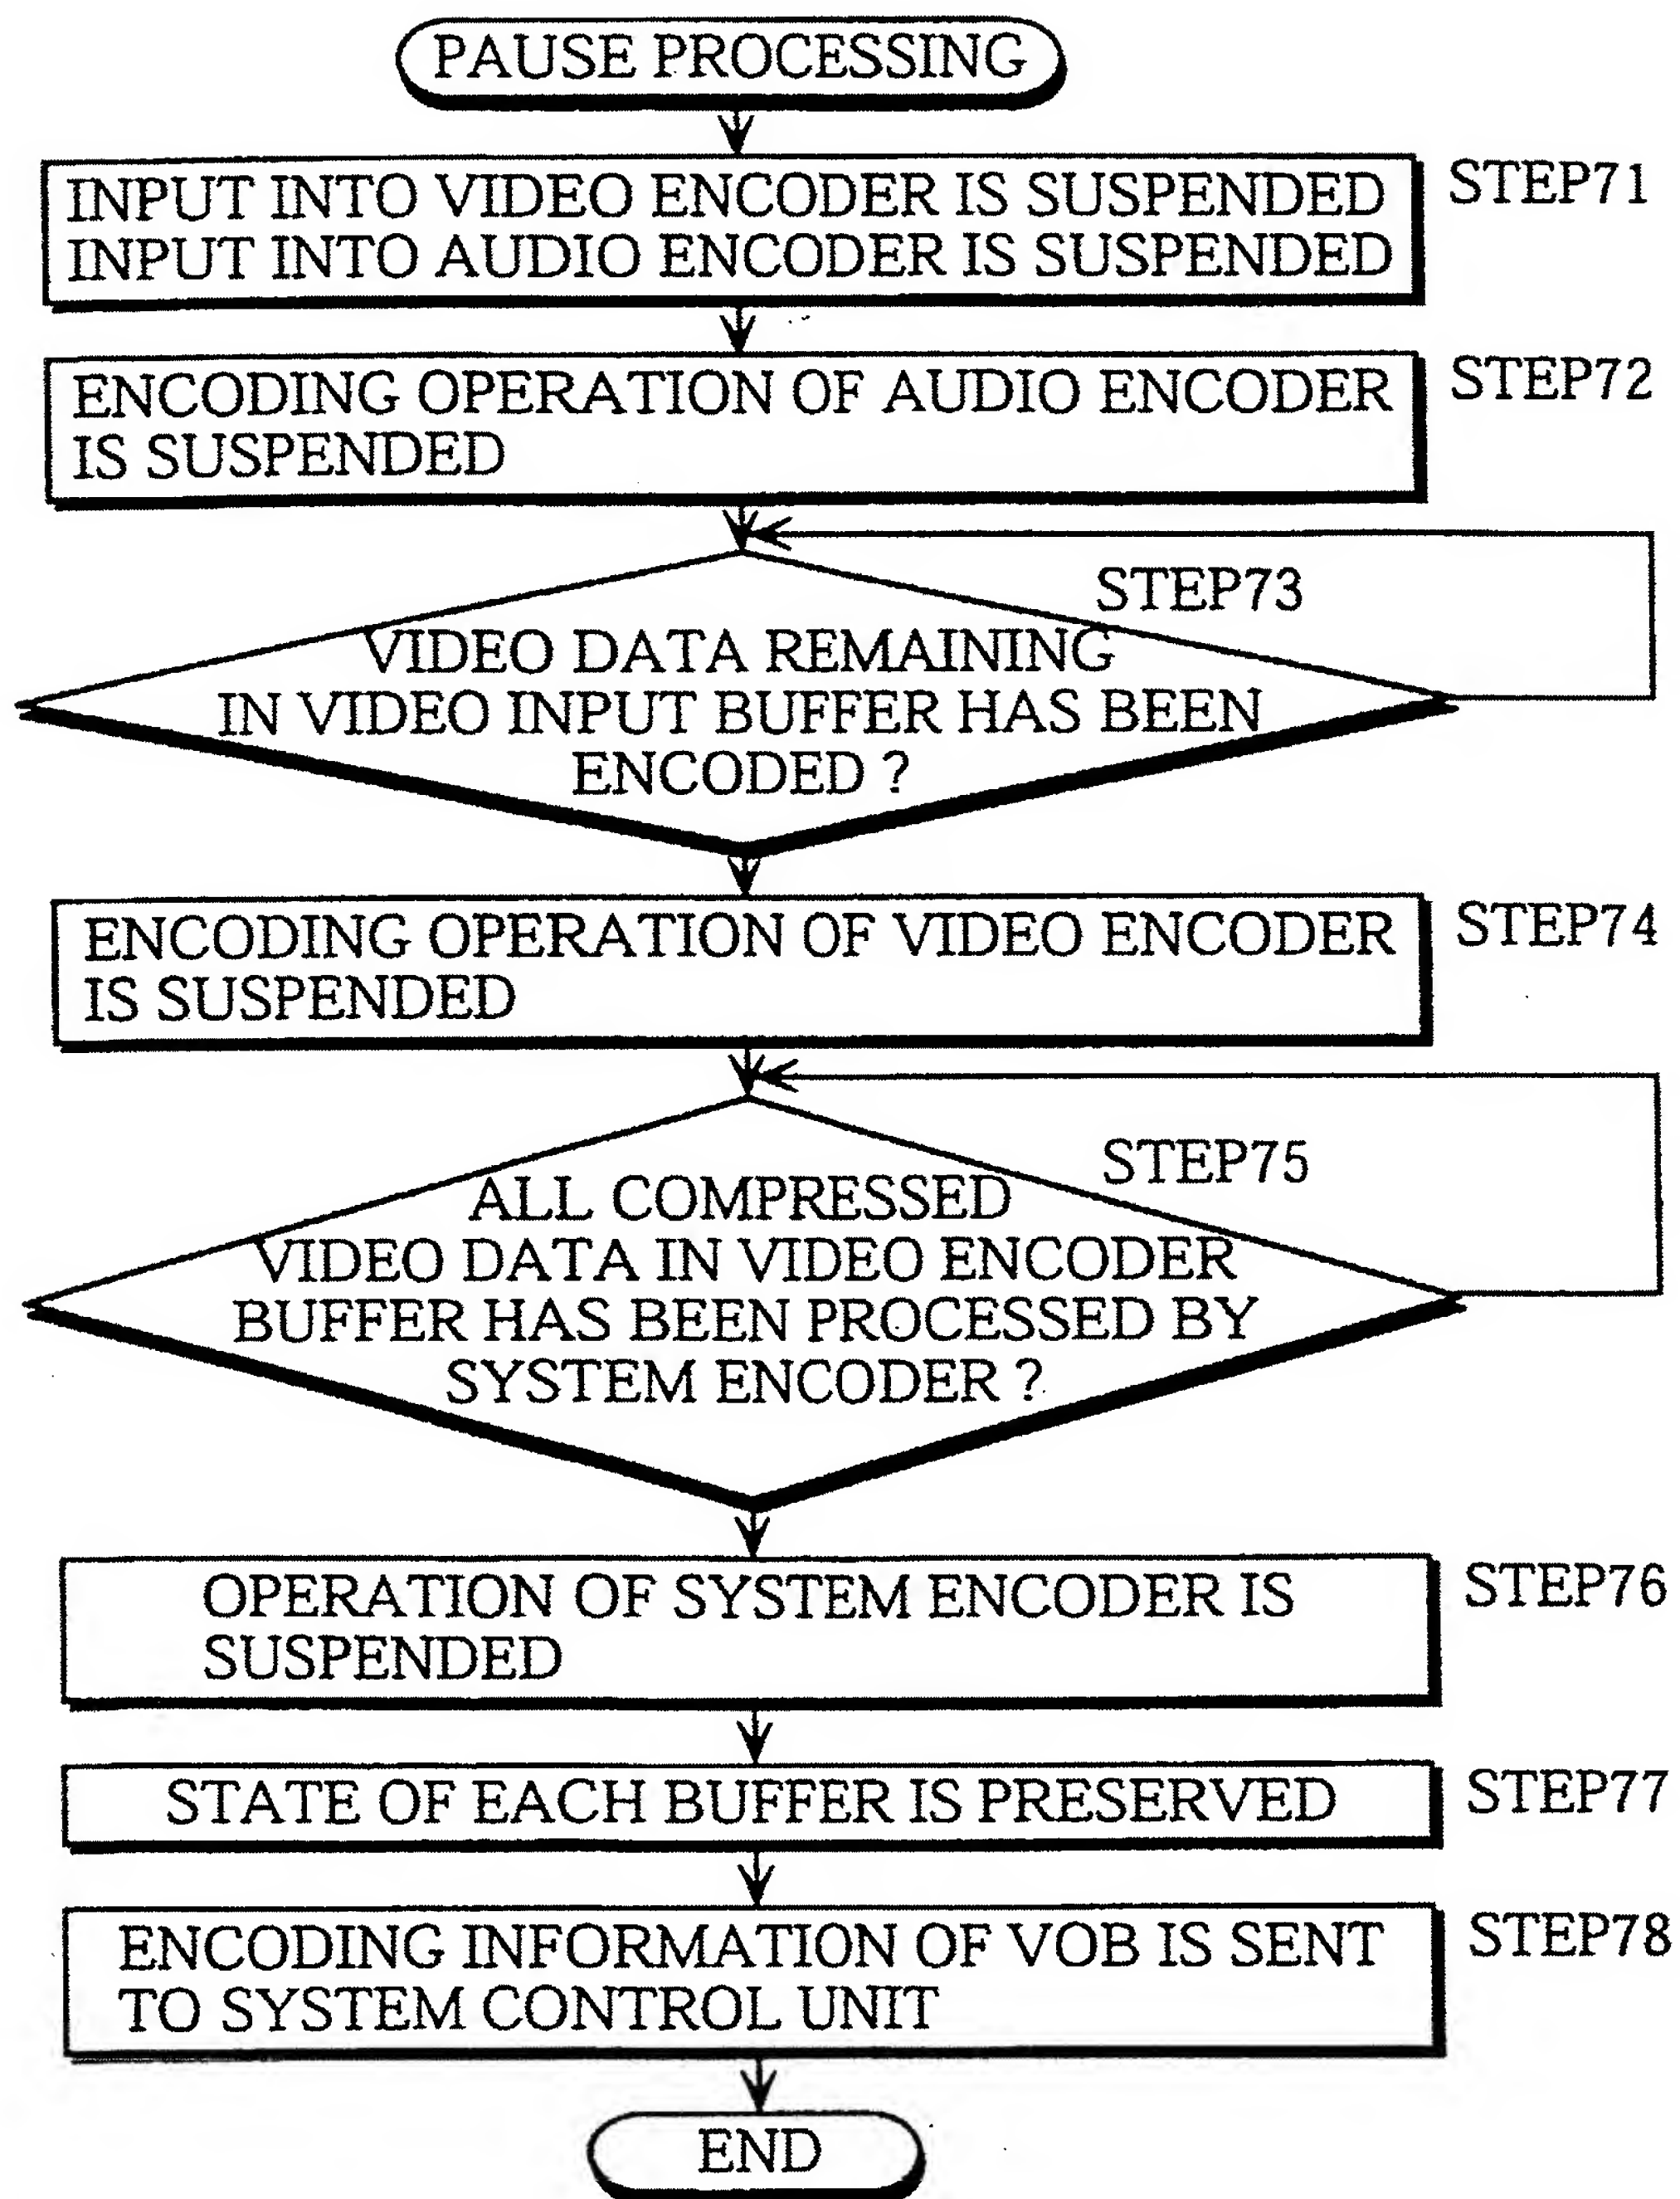 PAUSE PROCESSING
INPUT INTO VIDEO ENCODER IS SUSPENDED
INPUT INTO AUDIO ENCODER IS SUSPENDED
STEP71
ENCODING OPERATION OF AUDIO ENCODER
IS SUSPENDED
STEP72
STEP73
VIDEO DATA REMAINING
IN VIDEO INPUT BUFFER HAS BEEN
ENCODED ?
ENCODING OPERATION OF VIDEO ENCODER
IS SUSPENDED
STEP74
STEP75
ALL COMPRESSED
VIDEO DATA IN VIDEO ENCODER
BUFFER HAS BEEN PROCESSED BY
SYSTEM ENCODER ?
OPERATION OF SYSTEM ENCODER IS
SUSPENDED
STEP76
STATE OF EACH BUFFER IS PRESERVED
STEP77
ENCODING INFORMATION OF VOB IS SENT
TO SYSTEM CONTROL UNIT
STEP78
END